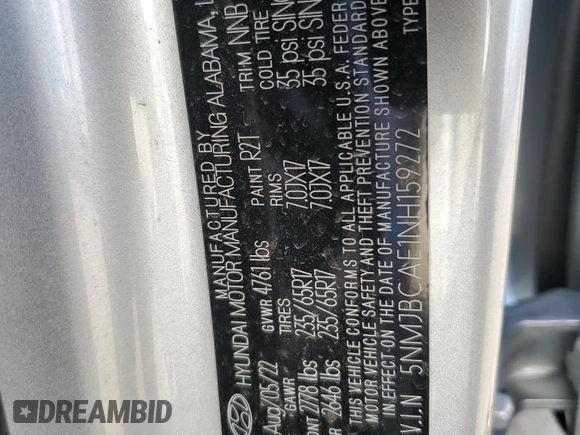 MANUFACTURED BY
HYUNDAI MOTOR MANUFACTURING ALABAMA,
Aug/05/22 GVWR 4761 lbs PAINT R2T TRIM NNB
GAWR TIRES RIMS COLD TIRE
2778 lbs 235/65R17 7.0JX17 35 psi
2646 lbs 235/65R17 7.0JX17 35 psi
THIS VEHICLE CONFORMS TO ALL APPLICABLE U.S.A. FEDER
MOTOR VEHICLE SAFETY AND THEFT PREVENTION STANDARD
IN EFFECT ON THE DATE OF MANUFACTURE SHOWN ABOVE
V.I.N 5NMJBCAE1NH159272 TYPE
DREAMBID
dreambid.com